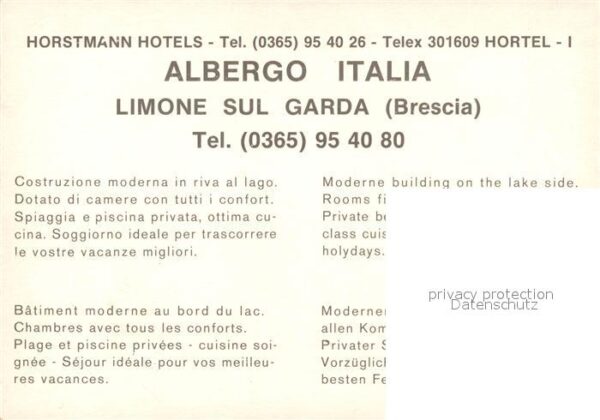 HORSTMANN HOTELS - Tel. (0365) 95 40 26 - Telex 301609 HORTEL - I
ALBERGO ITALIA
LIMONE SUL GARDA (Brescia)
Tel. (0365) 95 40 80
Costruzione moderna in riva al lago.
Dotato di camere con tutti i confort.
Spiaggia e piscina privata, ottima cu-
cina. Soggiorno ideale per trascorrere
le vostre vacanze migliori.
Moderne building on the lake side.
Rooms
Private
class
holydays.
Bâtiment moderne au bord du lac.
Chambres avec tous les conforts.
Plage et piscine privées - cuisine soi-
gnée - Séjour idéale pour vos meilleu-
res vacances.
Moderner
allen
Privater
besten
privacy protection
Datenschutz